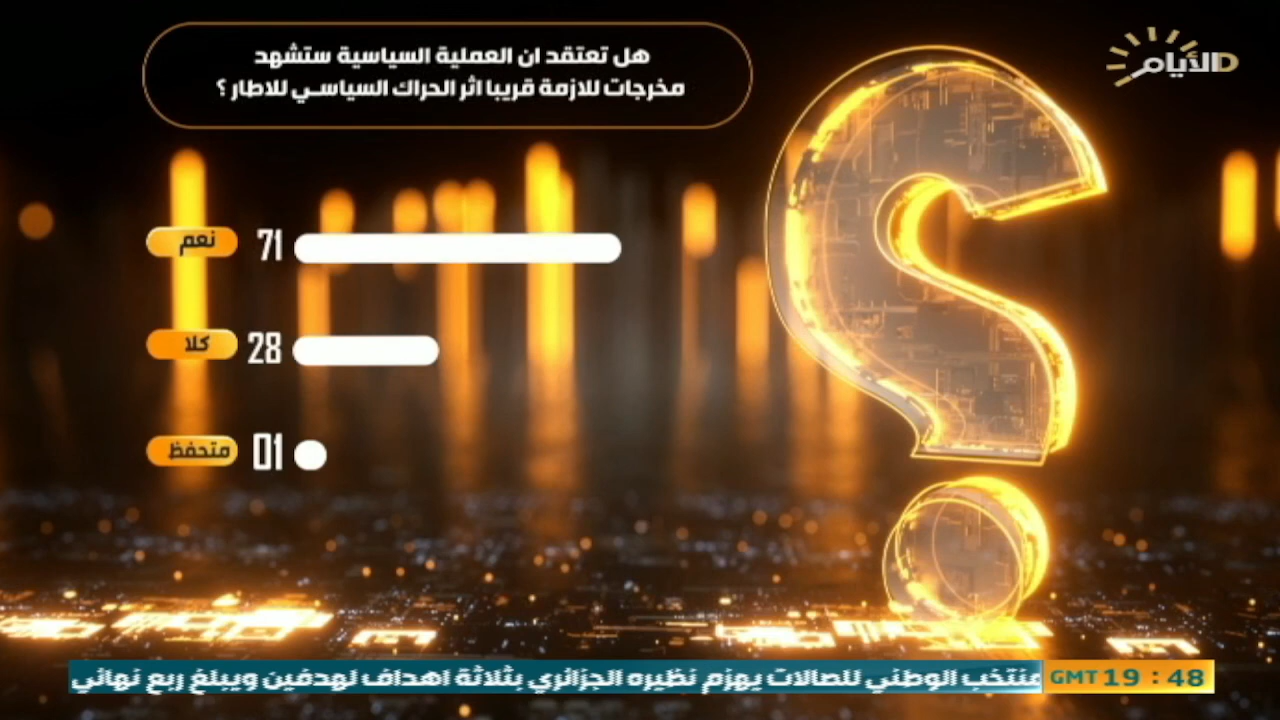 هل تعتقد ان العملية السياسية ستشهد
مخرجات للازمة قريبا اثر الحراك السياسي للاطار ؟
الأيام
نعم 71
كلا 28
متحفظ 01
GMT 19 : 48
منتخب الوطني للصالات يهزم نظيره الجزائري بثلاثة اهداف لهدفين ويبلغ ربع نهائي